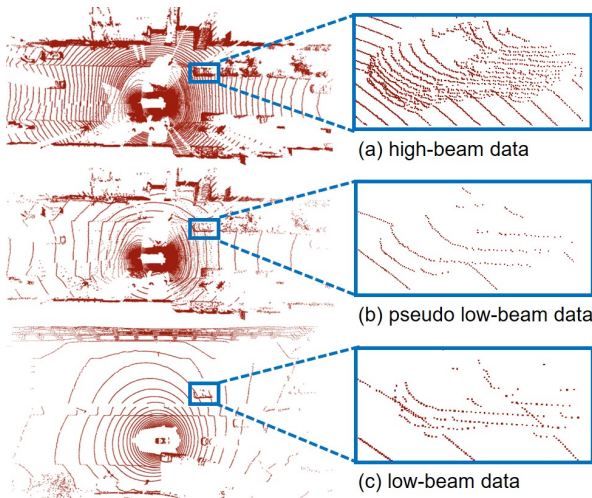 (a) high-beam data
(b) pseudo low-beam data
(c) low-beam data